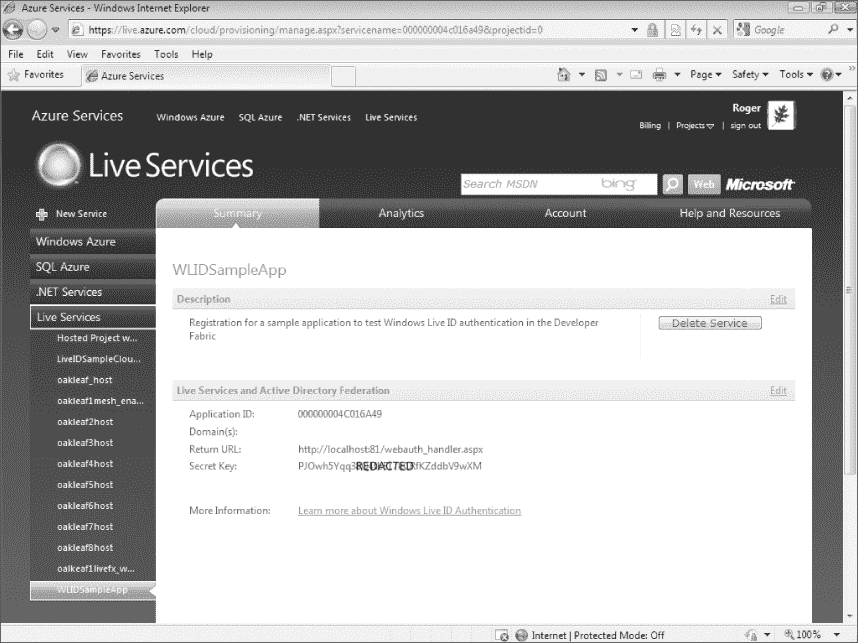 Azure Services - Windows Internet Explorer
https://live.azure.com/cloud/provisioning/manage.aspx?servicename=000000004c016a49&projectid=0
Google
File Edit View Favorites Tools Help
Favorites
Azure Services
Page Safety Tools
Azure Services
Windows Azure SQL Azure .NET Services Live Services
Roger
Billing | Projects | sign out
Live Services
Search MSDN bing Web Microsoft
New Service
Summary Analytics Account Help and Resources
Windows Azure
SQL Azure
.NET Services
Live Services
Hosted Project w...
LiveIDSampleClou...
oakleaf_host
oakleaf1mesh_ena...
oakleaf2host
oakleaf3host
oakleaf4host
oakleaf5host
oakleaf6host
oakleaf7host
oakleaf8host
oalkeaf1livefx_w...
WLIDSampleApp
WLIDSampleApp
Description Edit
Registration for a sample application to test Windows Live ID authentication in the Developer
Fabric
Delete Service
Live Services and Active Directory Federation Edit
Application ID: 000000004C016A49
Domain(s):
Return URL: http://localhost:81/webauth_handler.aspx
Secret Key: REDACTED
More Information: Learn more about Windows Live ID Authentication
Internet | Protected Mode: Off
100%